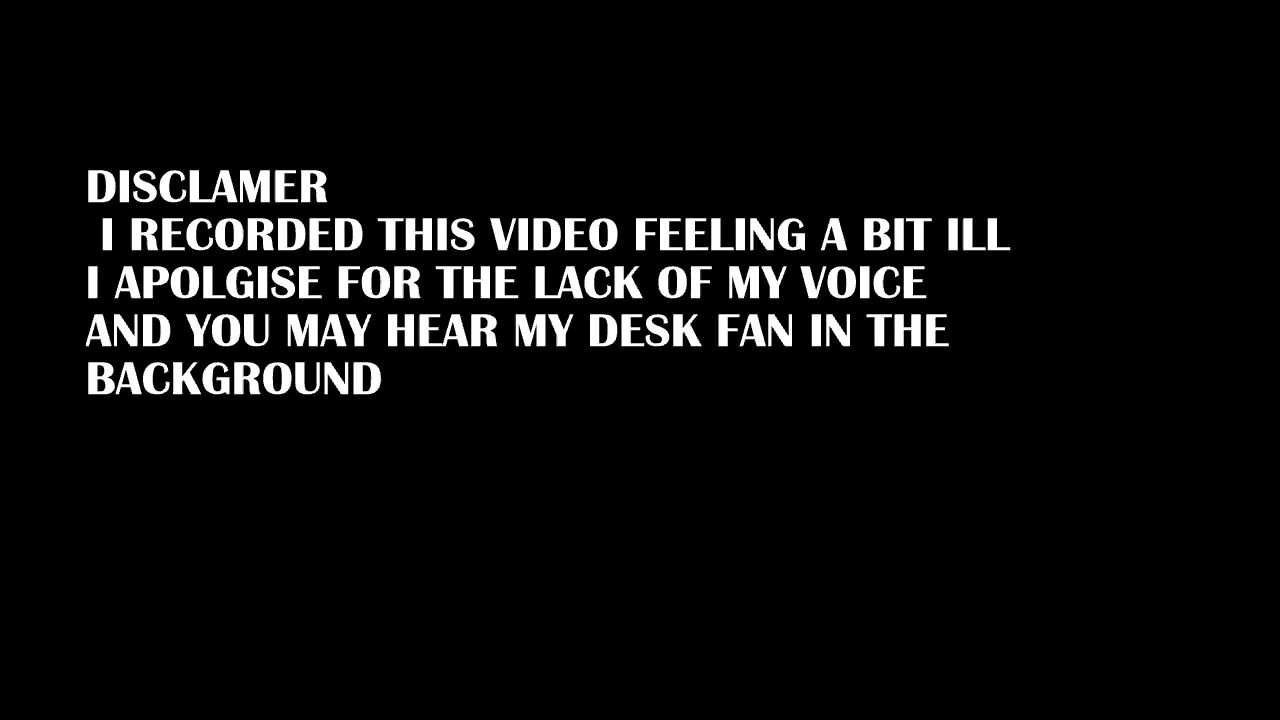 DISCLAMER
I RECORDED THIS VIDEO FEELING A BIT ILL
I APOLGISE FOR THE LACK OF MY VOICE
AND YOU MAY HEAR MY DESK FAN IN THE
BACKGROUND